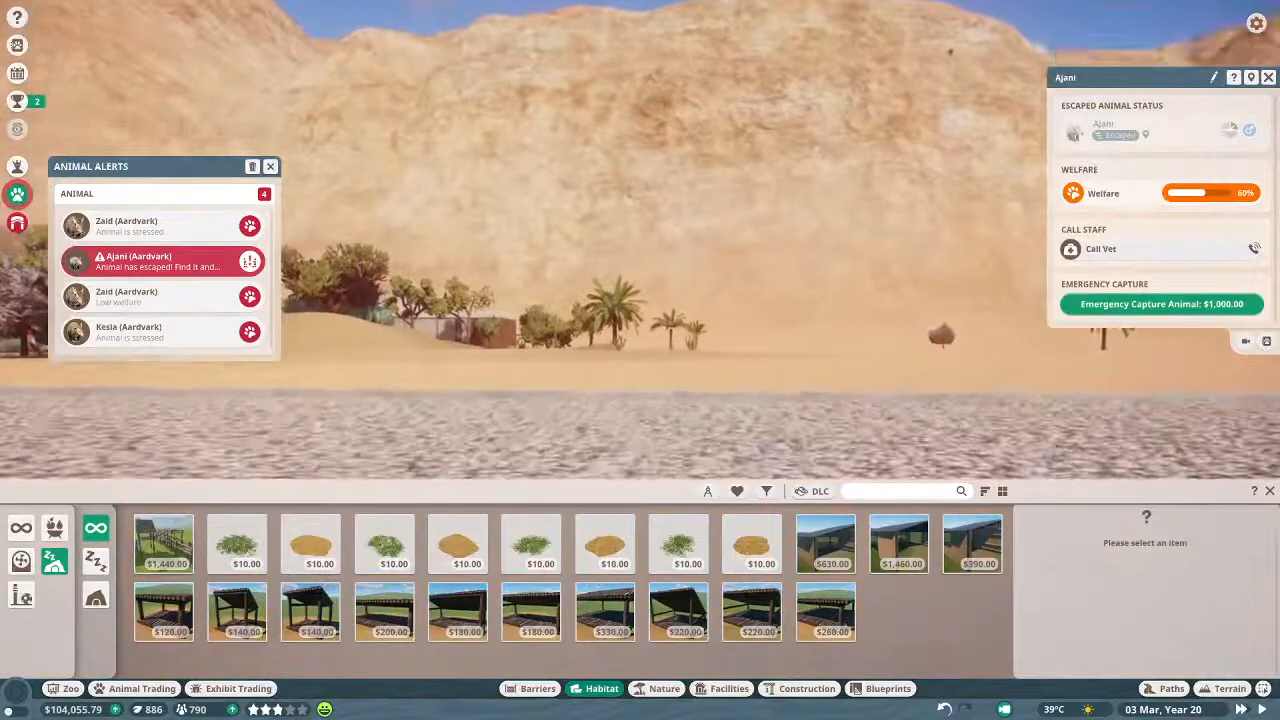 ?
2
ANIMAL ALERTS
ANIMAL
4
Zaid (Aardvark)
Animal is stressed
Ajani (Aardvark)
Animal has escaped! Find it and...
Zaid (Aardvark)
Low welfare
Kesia (Aardvark)
Animal is stressed
Ajani
?
ESCAPED ANIMAL STATUS
Ajani
Escaped
WELFARE
Welfare
60%
CALL STAFF
Call Vet
EMERGENCY CAPTURE
Emergency Capture Animal: $1,000.00
DLC
?
$1,440.00 $10.00 $10.00 $10.00 $10.00 $10.00 $10.00 $10.00 $10.00 $630.00 $1,460.00 $390.00
$120.00 $140.00 $140.00 $200.00 $180.00 $180.00 $330.00 $220.00 $220.00 $260.00
?
Please select an item
Zoo Animal Trading Exhibit Trading Barriers Habitat Nature Facilities Construction Blueprints Paths Terrain
$104,055.79 886 790 39°C 03 Mar, Year 20